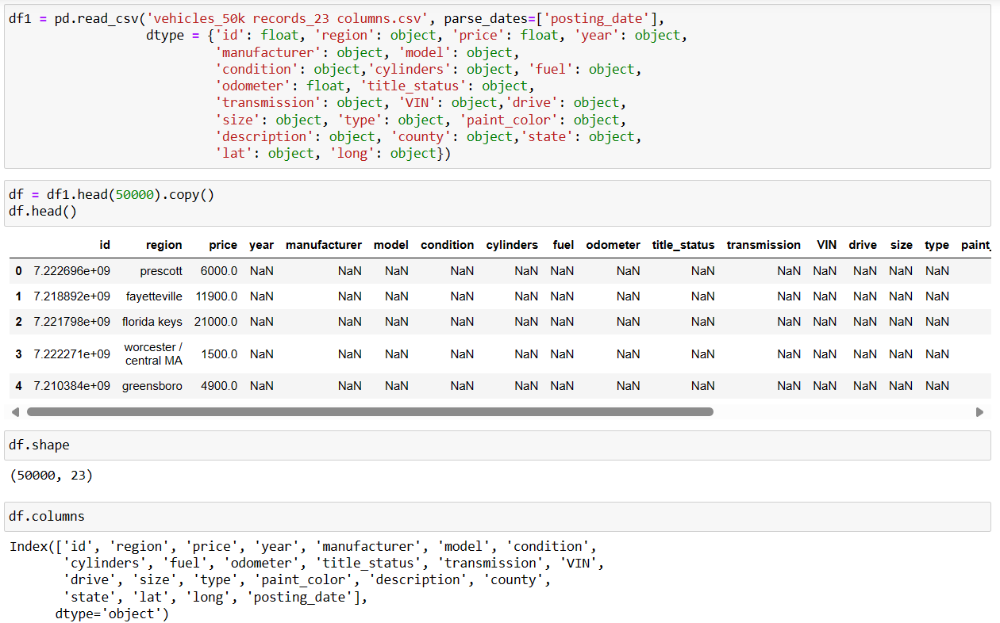 df1 = pd.read_csv('vehicles_50k records_23 columns.csv', parse_dates=['posting_date'],
dtype = {'id': float, 'region': object, 'price': float, 'year': object,
'manufacturer': object, 'model': object,
'condition': object,'cylinders': object, 'fuel': object,
'odometer': float, 'title_status': object,
'transmission': object, 'VIN': object,'drive': object,
'size': object, 'type': object, 'paint_color': object,
'description': object, 'county': object,'state': object,
'lat': object, 'long': object})
df = df1.head(50000).copy()
df.head()
id region price year manufacturer model condition cylinders fuel odometer title_status transmission VIN drive size type paint_
0 7.222696e+09 prescott 6000.0 NaN NaN NaN NaN NaN NaN NaN NaN NaN NaN NaN NaN NaN
1 7.218892e+09 fayetteville 11900.0 NaN NaN NaN NaN NaN NaN NaN NaN NaN NaN NaN NaN NaN
2 7.221798e+09 florida keys 21000.0 NaN NaN NaN NaN NaN NaN NaN NaN NaN NaN NaN NaN NaN
3 7.222271e+09 worcester / central MA 1500.0 NaN NaN NaN NaN NaN NaN NaN NaN NaN NaN NaN NaN NaN
4 7.210384e+09 greensboro 4900.0 NaN NaN NaN NaN NaN NaN NaN NaN NaN NaN NaN NaN NaN
df.shape
(50000, 23)
df.columns
Index(['id', 'region', 'price', 'year', 'manufacturer', 'model', 'condition',
'cylinders', 'fuel', 'odometer', 'title_status', 'transmission', 'VIN',
'drive', 'size', 'type', 'paint_color', 'description', 'county',
'state', 'lat', 'long', 'posting_date'],
dtype='object')